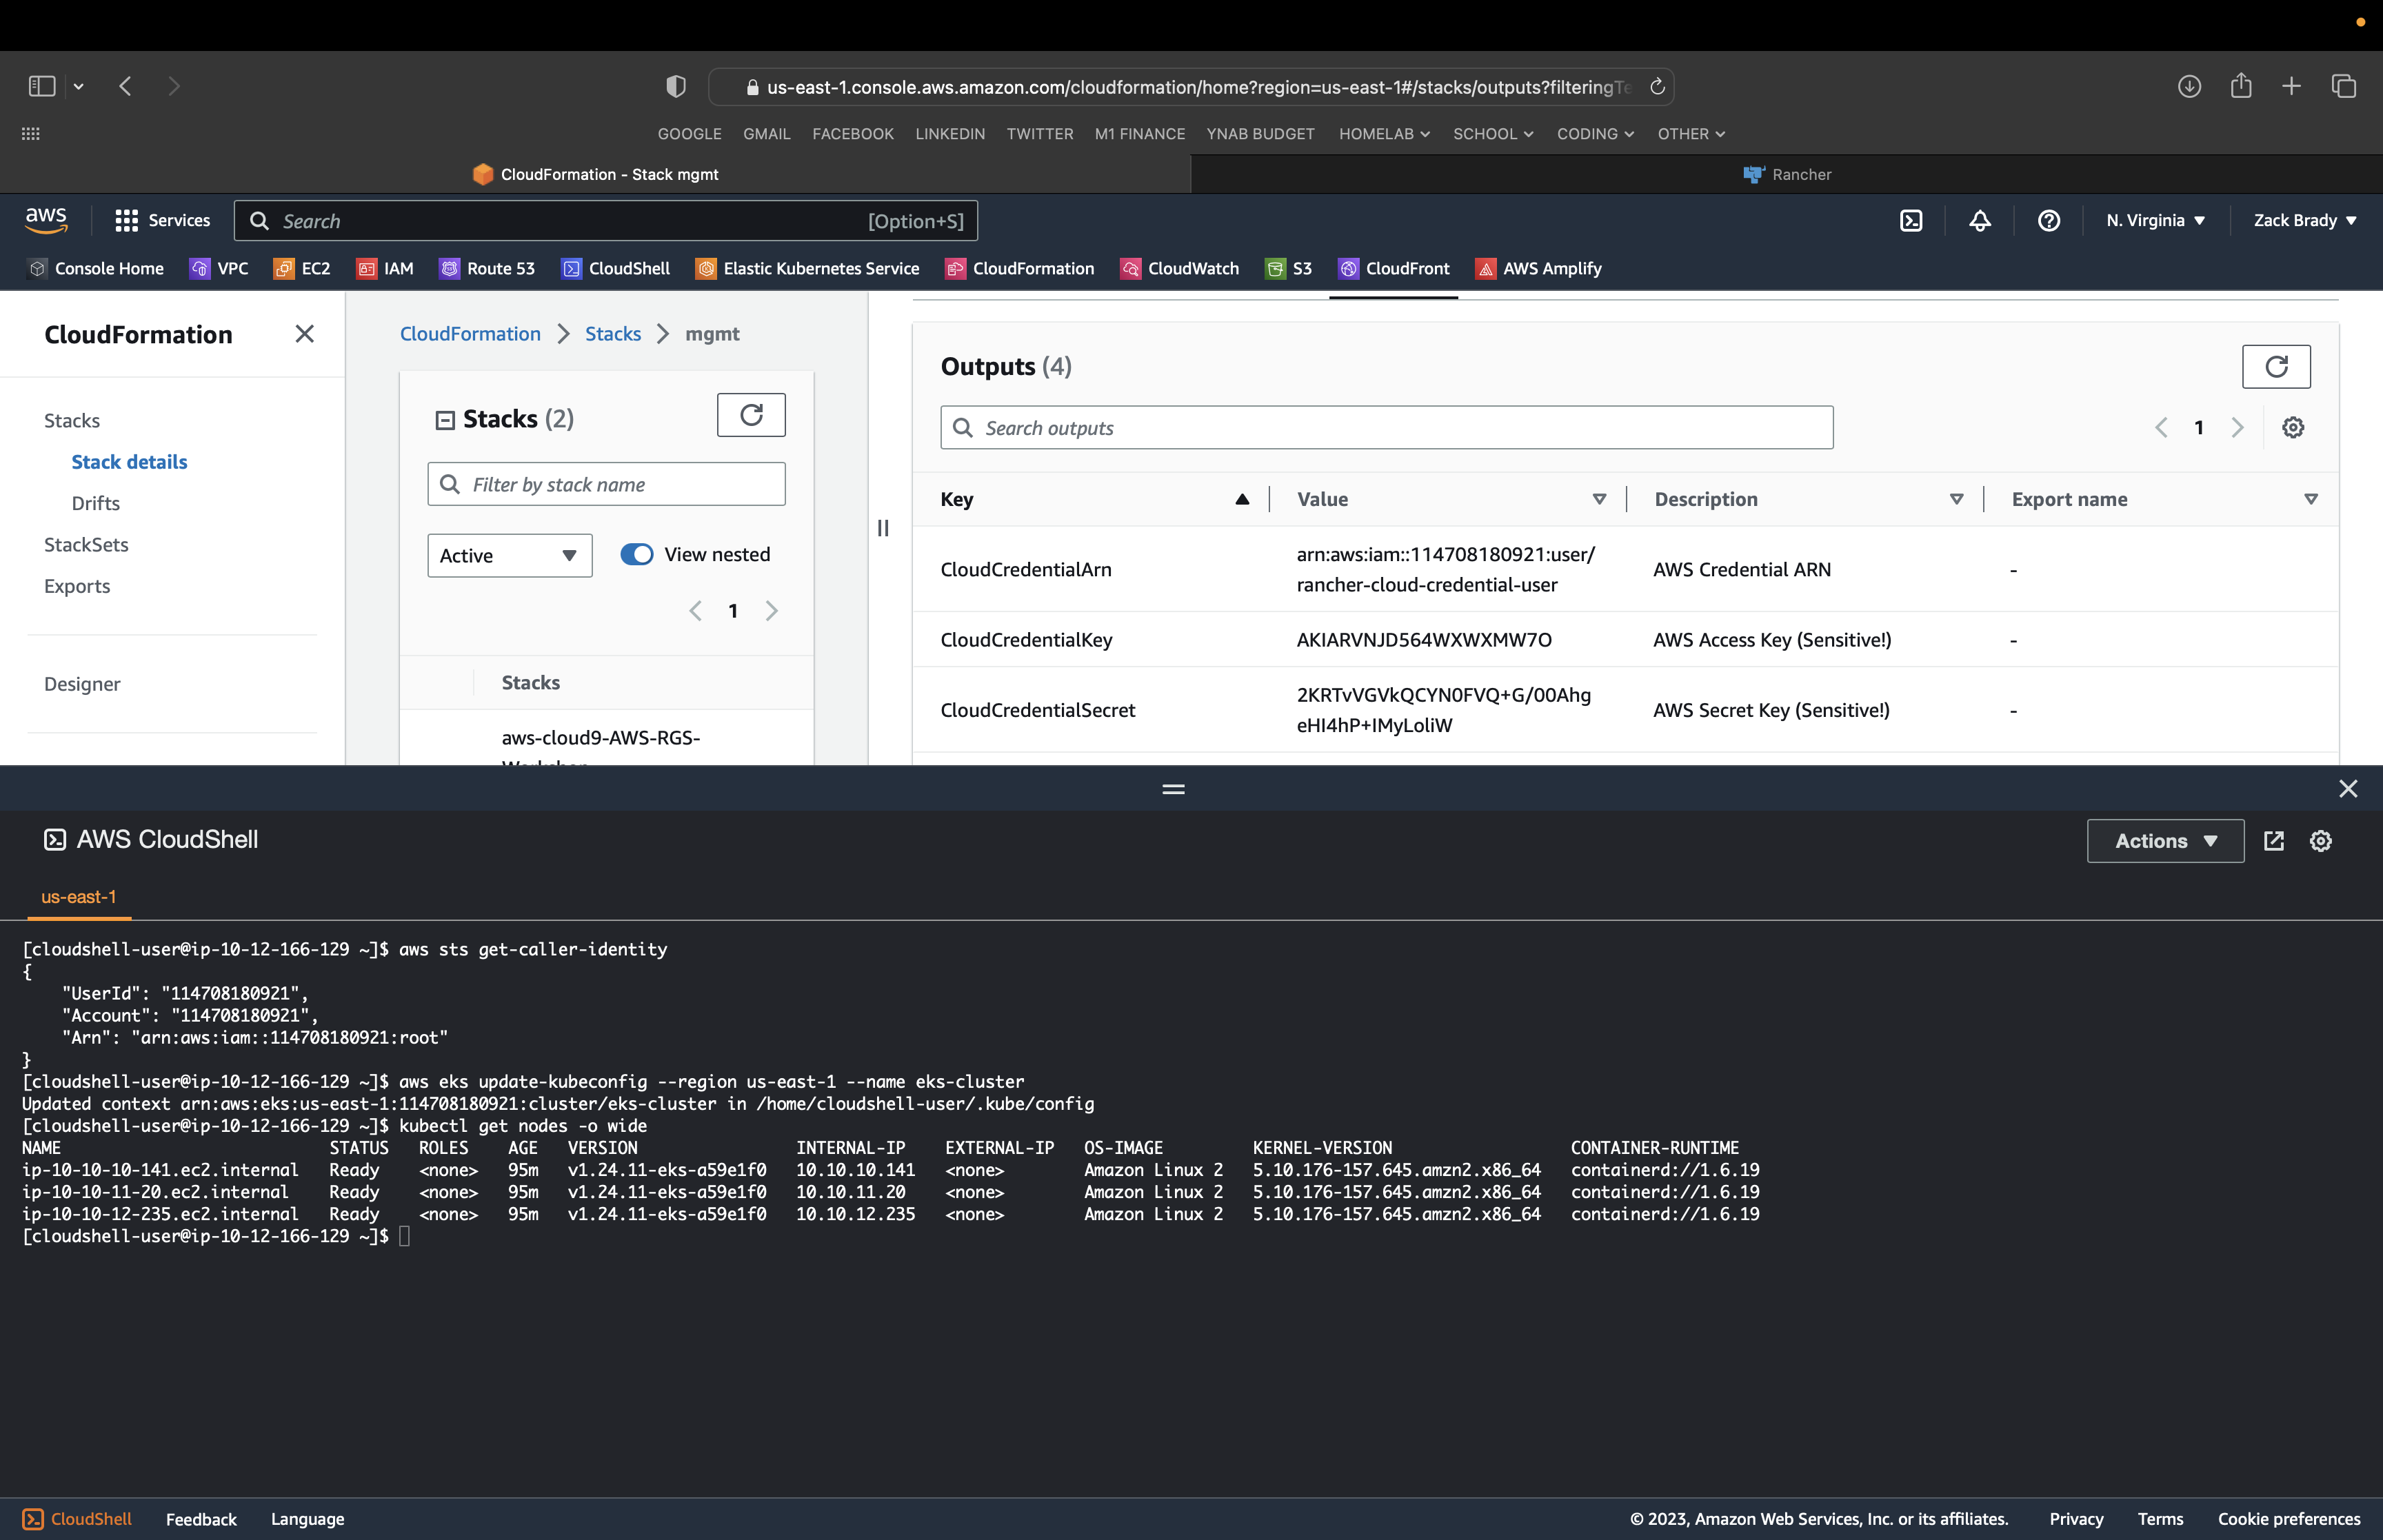 us-east-1.console.aws.amazon.com/cloudformation/home?region=us-east-1#/stacks/outputs?filteringTe
GOOGLE GMAIL FACEBOOK LINKEDIN TWITTER M1 FINANCE YNAB BUDGET HOMELAB SCHOOL CODING OTHER
CloudFormation - Stack mgmt Rancher
aws Services Search [Option+S] N. Virginia Zack Brady
Console Home VPC EC2 IAM Route 53 CloudShell Elastic Kubernetes Service CloudFormation CloudWatch S3 CloudFront AWS Amplify
CloudFormation
Stacks
Stack details
Drifts
StackSets
Exports
Designer
CloudFormation > Stacks > mgmt
Stacks (2)
Filter by stack name
Active View nested
1
Stacks
aws-cloud9-AWS-RGS-
Workshop
Outputs (4)
Search outputs 1
Key Value Description Export name
CloudCredentialArn arn:aws:iam::114708180921:user/rancher-cloud-credential-user AWS Credential ARN -
CloudCredentialKey AKIARVNJD564WXWXMW7O AWS Access Key (Sensitive!) -
CloudCredentialSecret 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 AWS Secret Key (Sensitive!) -
AWS CloudShell Actions
us-east-1
[cloudshell-user@ip-10-12-166-129 ~]$ aws sts get-caller-identity
{
    "UserId": "114708180921",
    "Account": "114708180921",
    "Arn": "arn:aws:iam::114708180921:root"
}
[cloudshell-user@ip-10-12-166-129 ~]$ aws eks update-kubeconfig --region us-east-1 --name eks-cluster
Updated context arn:aws:eks:us-east-1:114708180921:cluster/eks-cluster in /home/cloudshell-user/.kube/config
[cloudshell-user@ip-10-12-166-129 ~]$ kubectl get nodes -o wide
NAME STATUS ROLES AGE VERSION INTERNAL-IP EXTERNAL-IP OS-IMAGE KERNEL-VERSION CONTAINER-RUNTIME
ip-10-10-10-141.ec2.internal Ready <none> 95m v1.24.11-eks-a59e1f0 10.10.10.141 <none> Amazon Linux 2 5.10.176-157.645.amzn2.x86_64 containerd://1.6.19
ip-10-10-11-20.ec2.internal Ready <none> 95m v1.24.11-eks-a59e1f0 10.10.11.20 <none> Amazon Linux 2 5.10.176-157.645.amzn2.x86_64 containerd://1.6.19
ip-10-10-12-235.ec2.internal Ready <none> 95m v1.24.11-eks-a59e1f0 10.10.12.235 <none> Amazon Linux 2 5.10.176-157.645.amzn2.x86_64 containerd://1.6.19
[cloudshell-user@ip-10-12-166-129 ~]$
CloudShell Feedback Language © 2023, Amazon Web Services, Inc. or its affiliates. Privacy Terms Cookie preferences